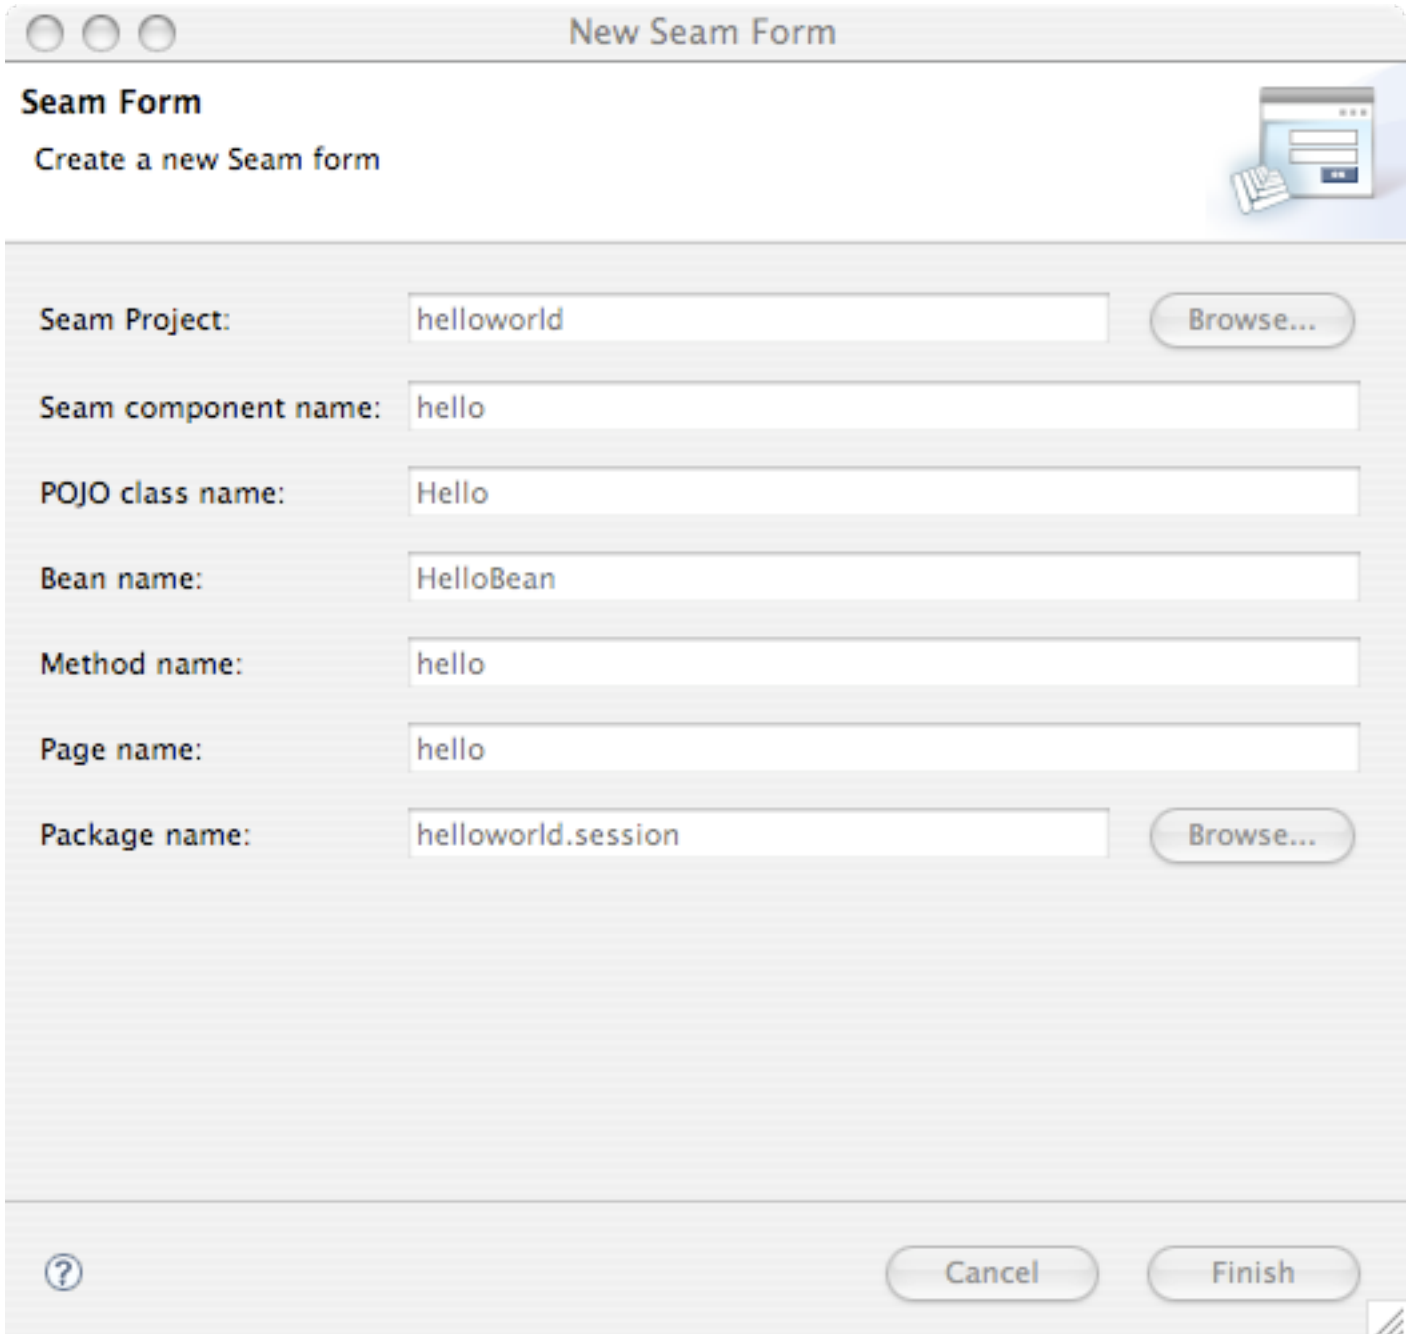 New Seam Form
Seam Form
Create a new Seam form
Seam Project: helloworld Browse...
Seam component name: hello
POJO class name: Hello
Bean name: HelloBean
Method name: hello
Page name: hello
Package name: helloworld.session Browse...
? Cancel Finish